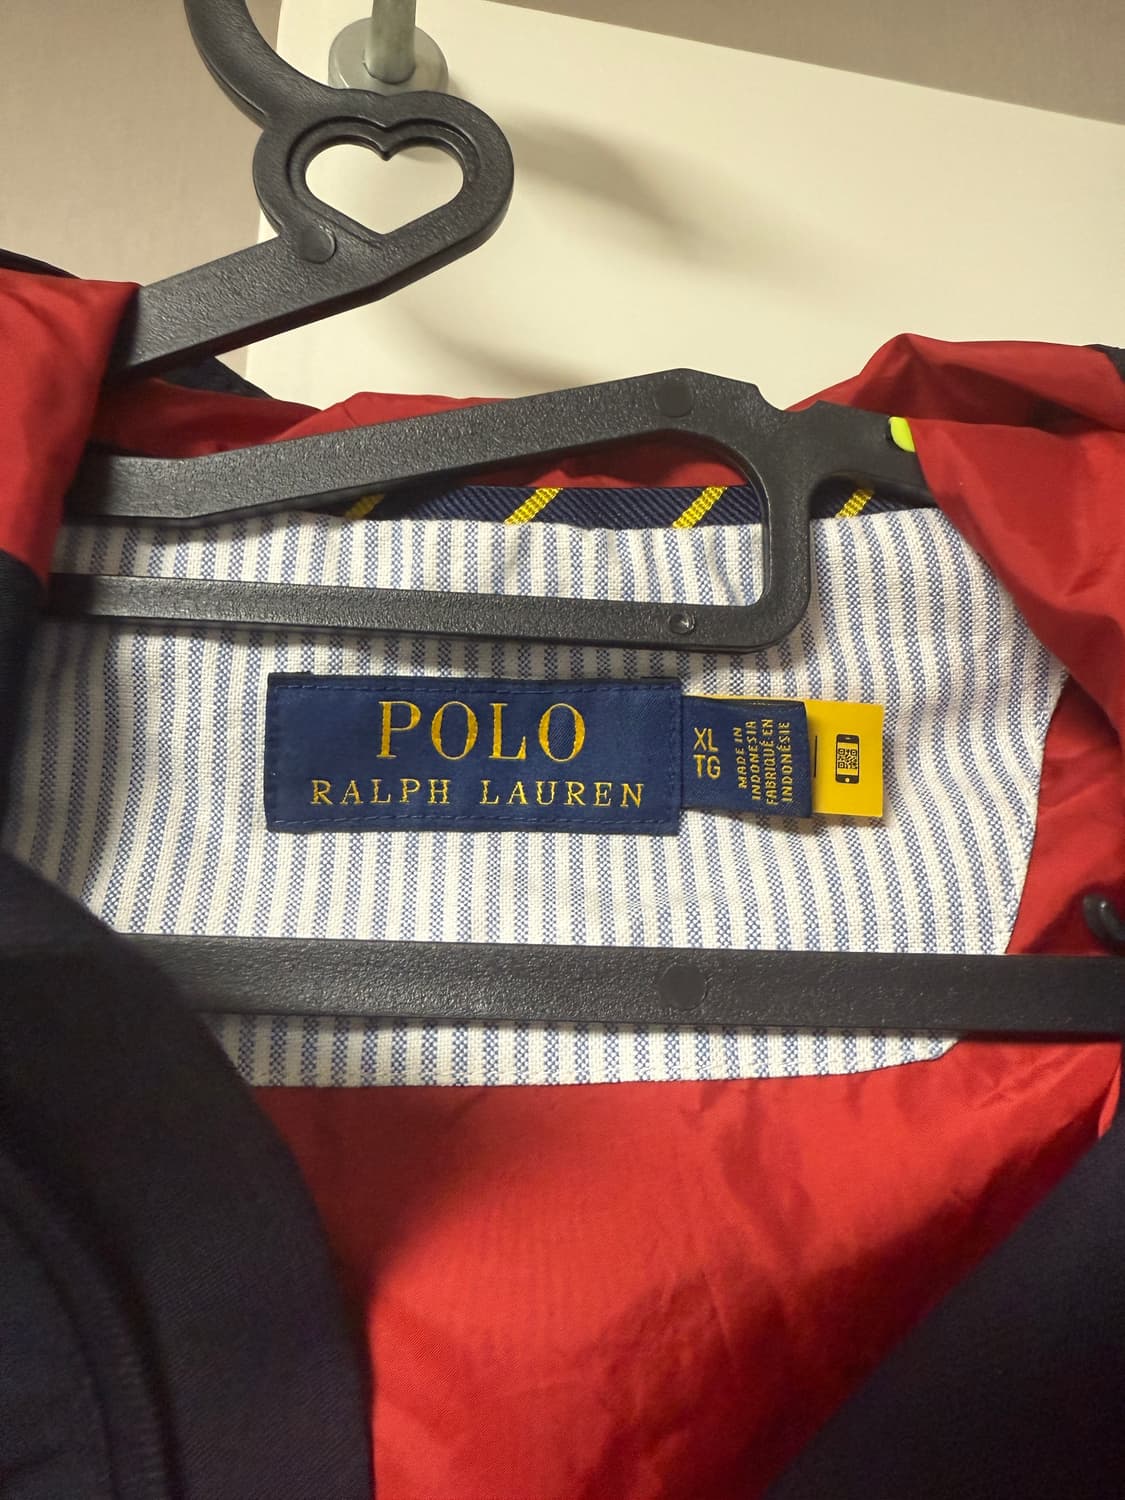 POLO
RALPH LAUREN
XL
TG
MADE IN
INDONESIA
FABRIQUÉ EN
INDONÉSIE